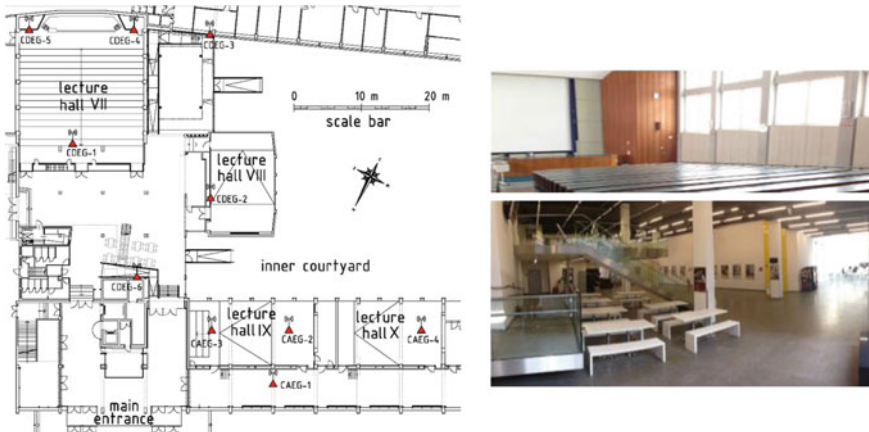 CDEG-5
CDEG-4
CDEG-3
lecture
hall VII
0 10 m 20 m
scale bar
CDEG-1
lecture
hall VIII
CDEG-2
inner courtyard
CDEG-6
lecture
hall IX
lecture
hall X
CAEG-3
CAEG-2
CAEG-4
CAEG-1
main
entrance